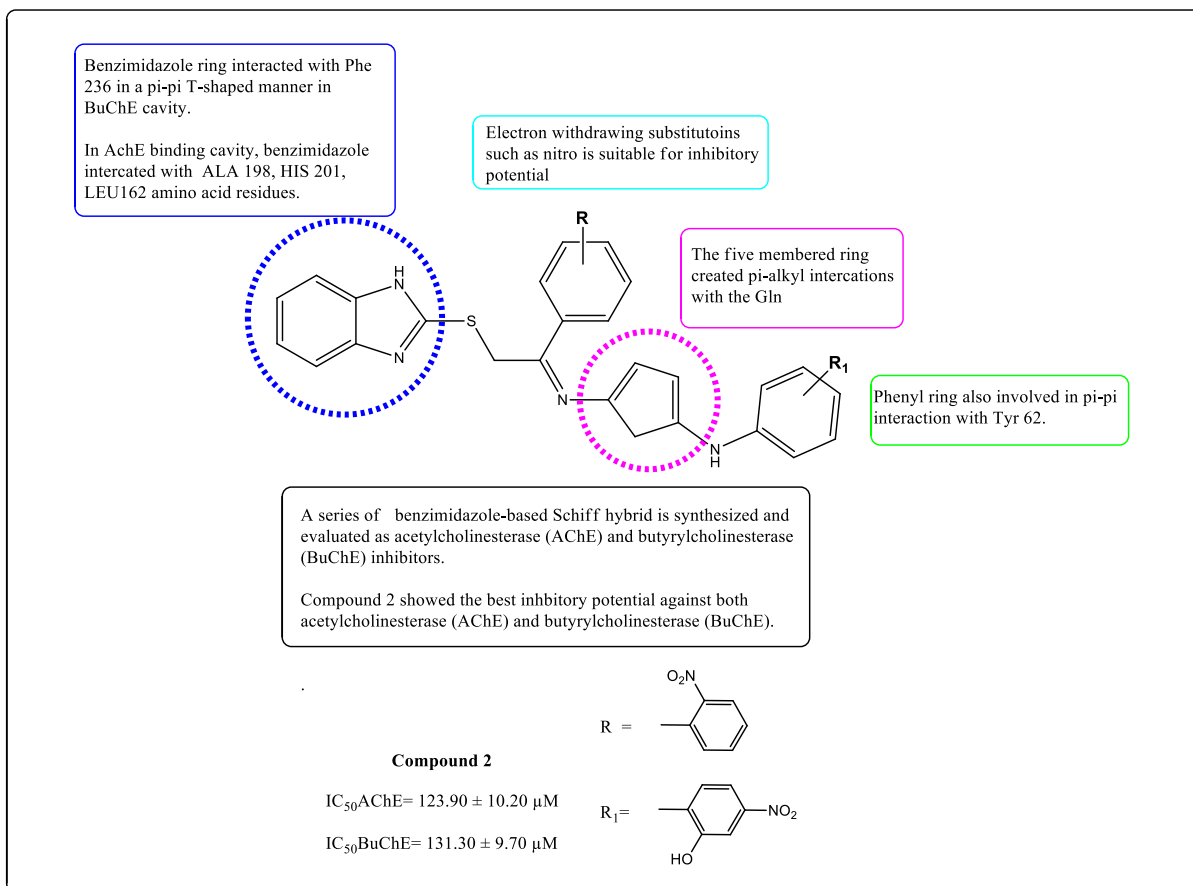 Benzimidazole ring interacted with Phe
236 in a pi-pi T-shaped manner in
BuChE cavity.
In AchE binding cavity, benzimidazole
intercated with ALA 198, HIS 201,
LEU162 amino acid residues.
Electron withdrawing substitutoins
such as nitro is suitable for inhibitory
potential
R
The five membered ring
created pi-alkyl intercations
with the Gln
H
N
S
N
N
R1
N
H
Phenyl ring also involved in pi-pi
interaction with Tyr 62.
A series of benzimidazole-based Schiff hybrid is synthesized and
evaluated as acetylcholinesterase (AChE) and butyrylcholinesterase
(BuChE) inhibitors.
Compound 2 showed the best inhbitory potential against both
acetylcholinesterase (AChE) and butyrylcholinesterase (BuChE).
.
O2N
R =
Compound 2
IC50AChE= 123.90 ± 10.20 µM
R1=
NO2
IC50BuChE= 131.30 ± 9.70 µM
HO